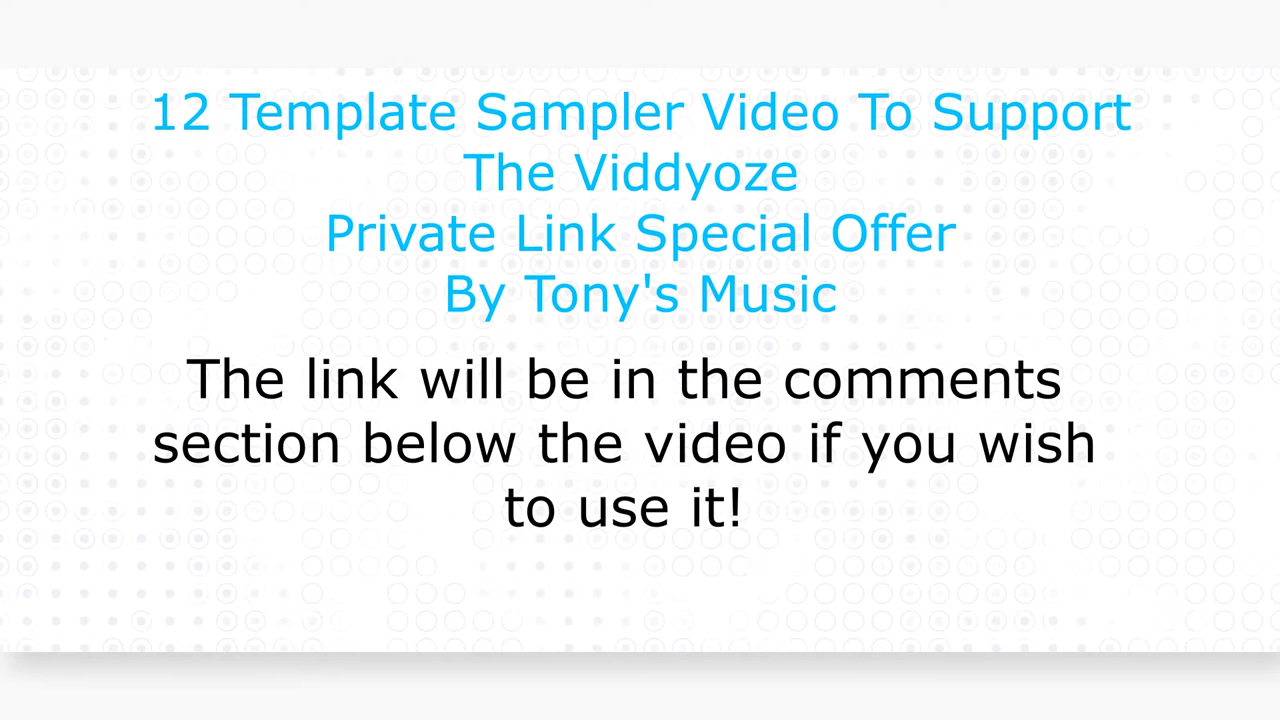 12 Template Sampler Video To Support
The Viddyoze
Private Link Special Offer
By Tony's Music
The link will be in the comments
section below the video if you wish
to use it!